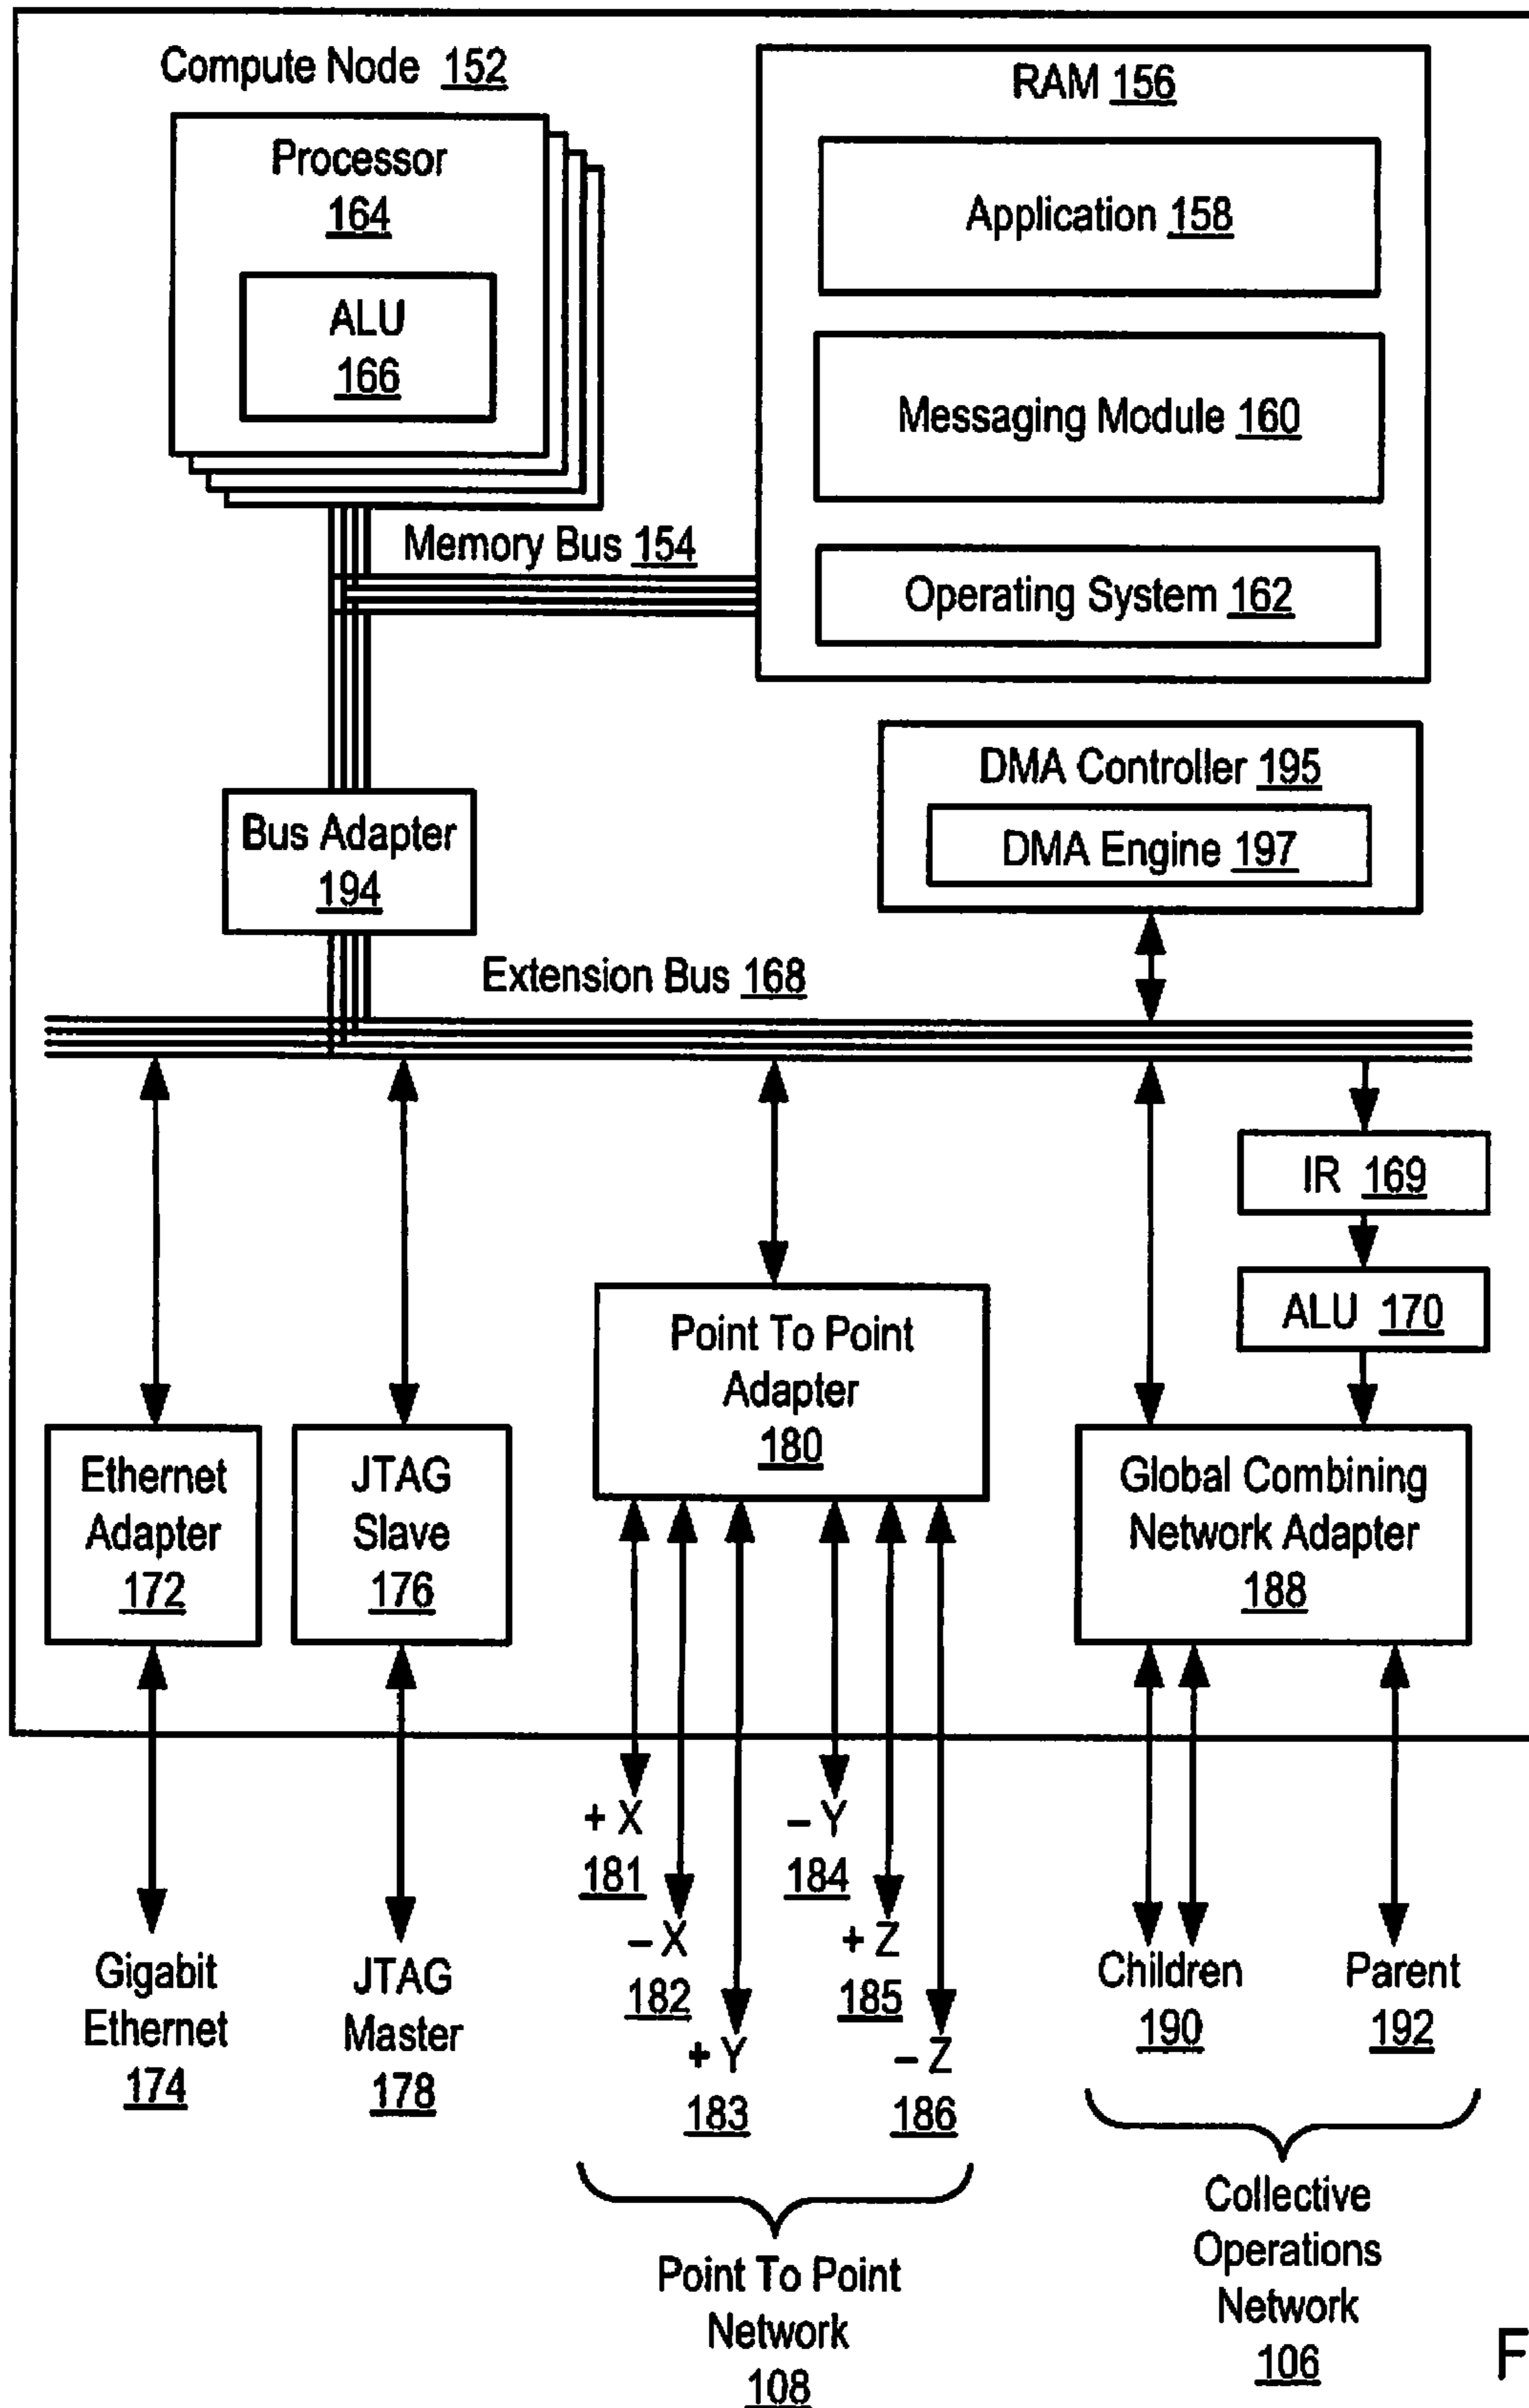 Compute Node 152
Processor
164
ALU
166
RAM 156
Application 158
Messaging Module 160
Operating System 162
Memory Bus 154
DMA Controller 195
DMA Engine 197
Bus Adapter
194
Extension Bus 168
IR 169
ALU 170
Point To Point
Adapter
180
Ethernet
Adapter
172
JTAG
Slave
176
Global Combining
Network Adapter
188
+ X
181
– X
182
+ Y
183
– Y
184
+ Z
185
– Z
186
Gigabit
Ethernet
174
JTAG
Master
178
Children
190
Parent
192
Point To Point
Network
108
Collective
Operations
Network
106
F